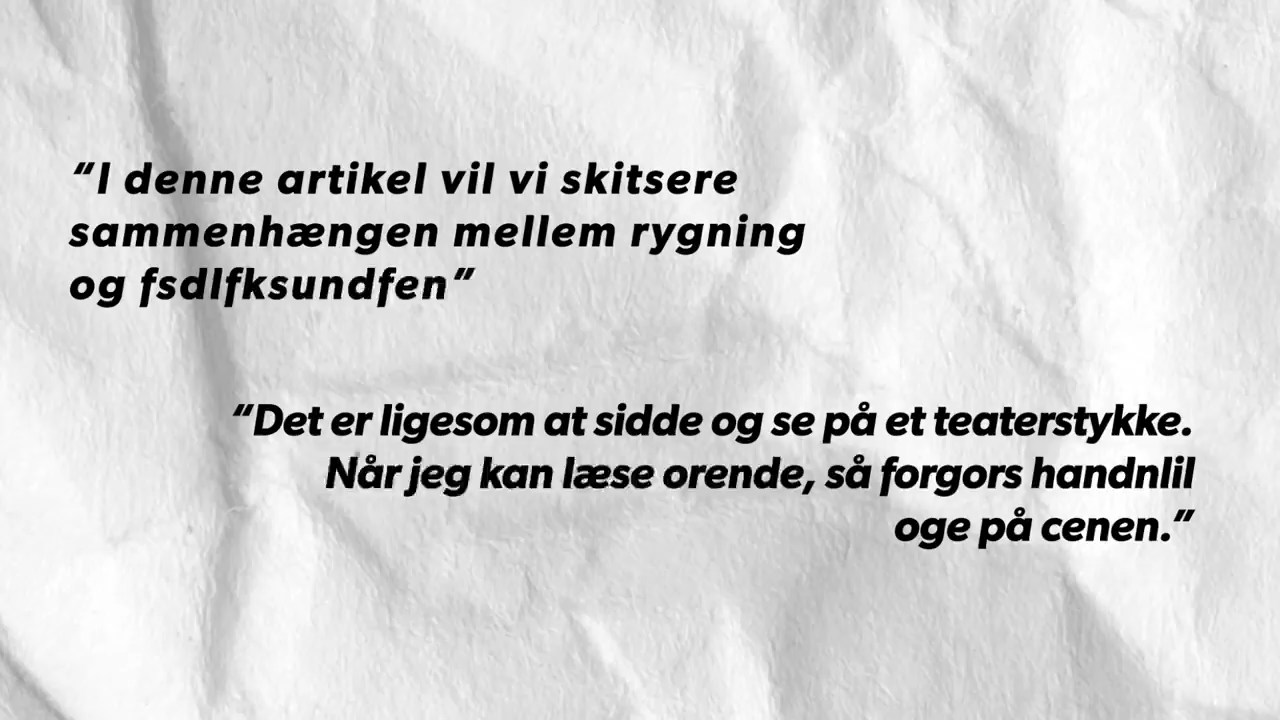 “I denne artikel vil vi skitsere
sammenhængen mellem rygning
og fsdlfksundfen”
“Det er ligesom at sidde og se på et teaterstykke.
Når jeg kan læse orende, så forgors handnlil
oge på cenen.”